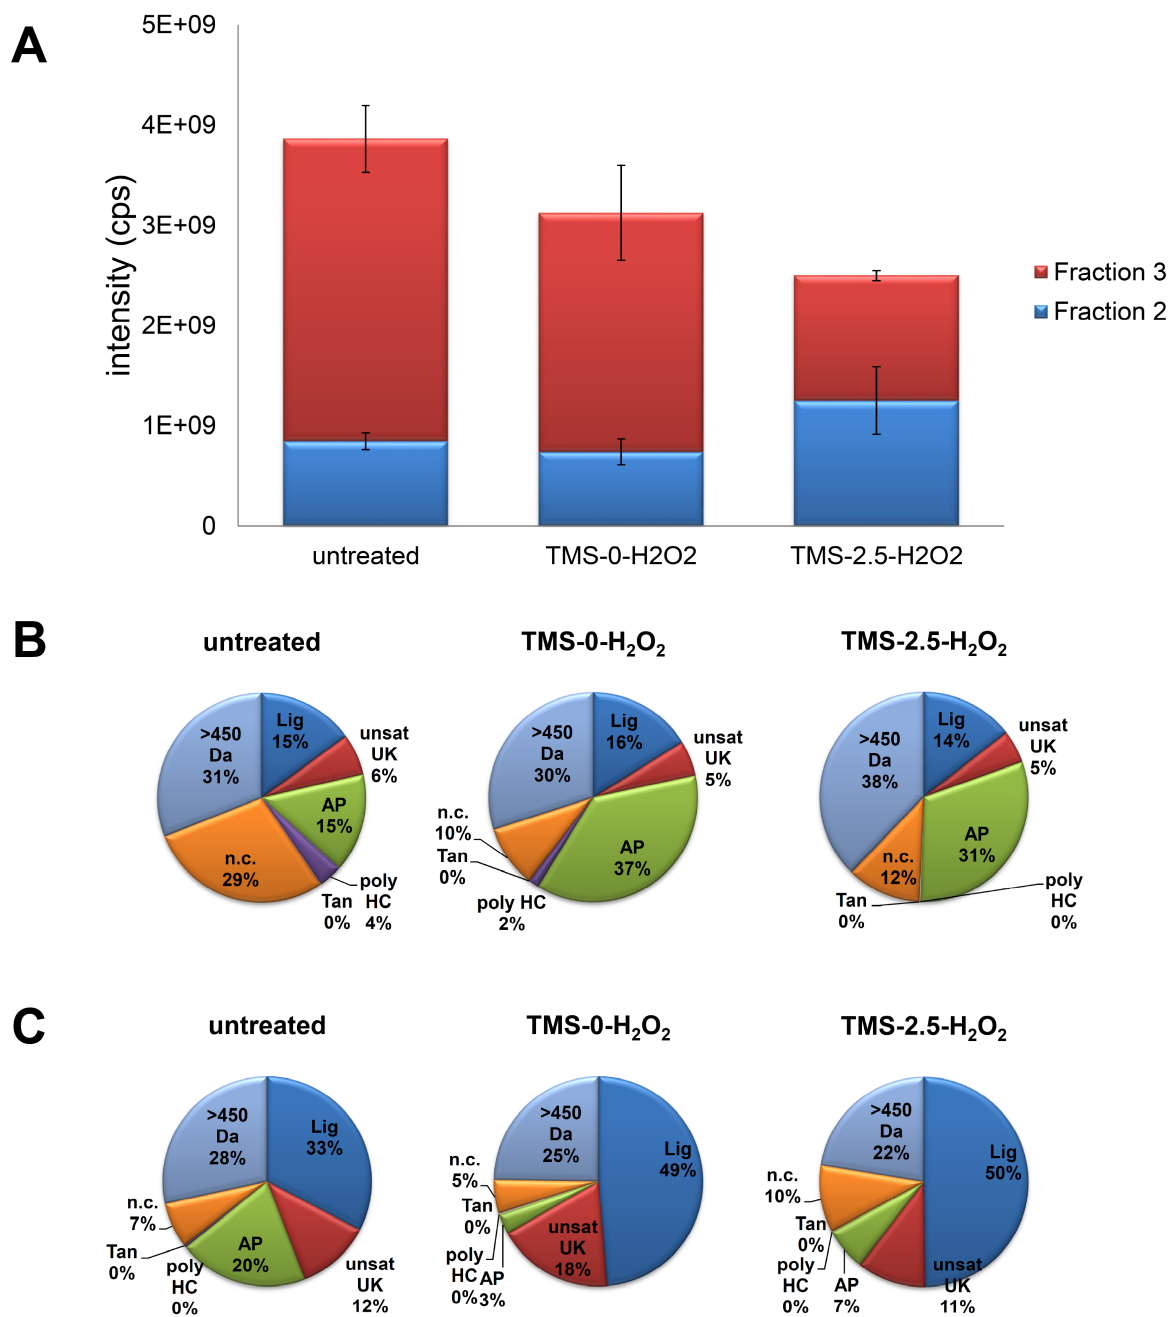 A
5E+09
4E+09
3E+09
2E+09
1E+09
0
intensity (cps)
untreated
TMS-0-H2O2
TMS-2.5-H2O2
Fraction 3
Fraction 2
B
untreated
>450
Da
31%
Lig
15%
unsat
UK
6%
AP
15%
poly
HC
4%
Tan
0%
n.c.
29%
TMS-0-H₂O₂
>450
Da
30%
Lig
16%
unsat
UK
5%
AP
37%
poly HC
2%
Tan
0%
n.c.
10%
TMS-2.5-H₂O₂
>450
Da
38%
Lig
14%
unsat
UK
5%
AP
31%
poly
HC
0%
Tan
0%
n.c.
12%
C
untreated
>450
Da
28%
Lig
33%
unsat
UK
12%
AP
20%
poly
HC
0%
Tan
0%
n.c.
7%
TMS-0-H₂O₂
>450
Da
25%
Lig
49%
unsat
UK
18%
AP
3%
poly
HC
0%
Tan
0%
n.c.
5%
TMS-2.5-H₂O₂
>450
Da
22%
Lig
50%
unsat
UK
11%
AP
7%
poly
HC
0%
Tan
0%
n.c.
10%